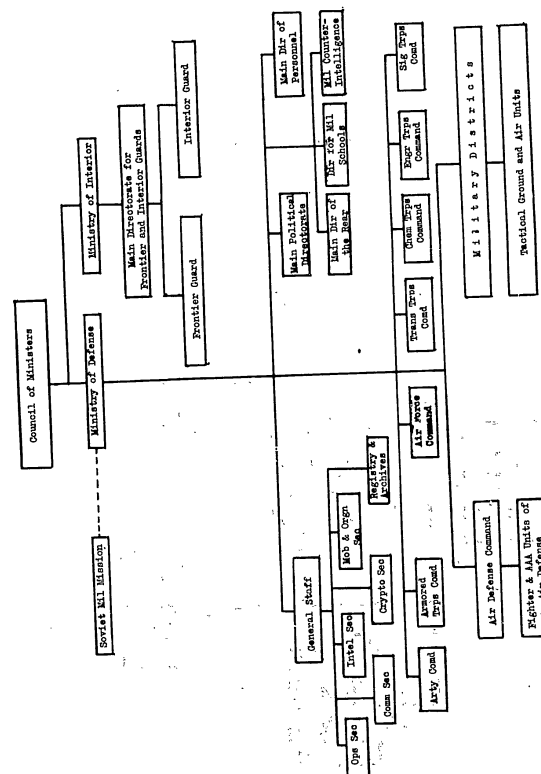 Council of Ministers
Soviet Mil Mission
Ministry of Defense
Ministry of Interior
Main Directorate for
Frontier and Interior Guards
Frontier Guard
Interior Guard
General Staff
Main Political
Directorate
Main Dir of
Personnel
Ops Sec
Intel Sec
Mob & Orgn
Sec
Comm Sec
Crypto Sec
Registry &
Archives
Main Dir of
the Rear
Dir for Mil
Schools
Mil Counter-
Intelligence
Arty Comd
Armored
Trps Comd
Air Force
Command
Trans Trps
Comd
Chem Trps
Command
Engr Trps
Command
Sig Trps
Comd
Air Defense Command
Fighter & AAA Units of
Air Defense
Military Districts
Tactical Ground and Air Units